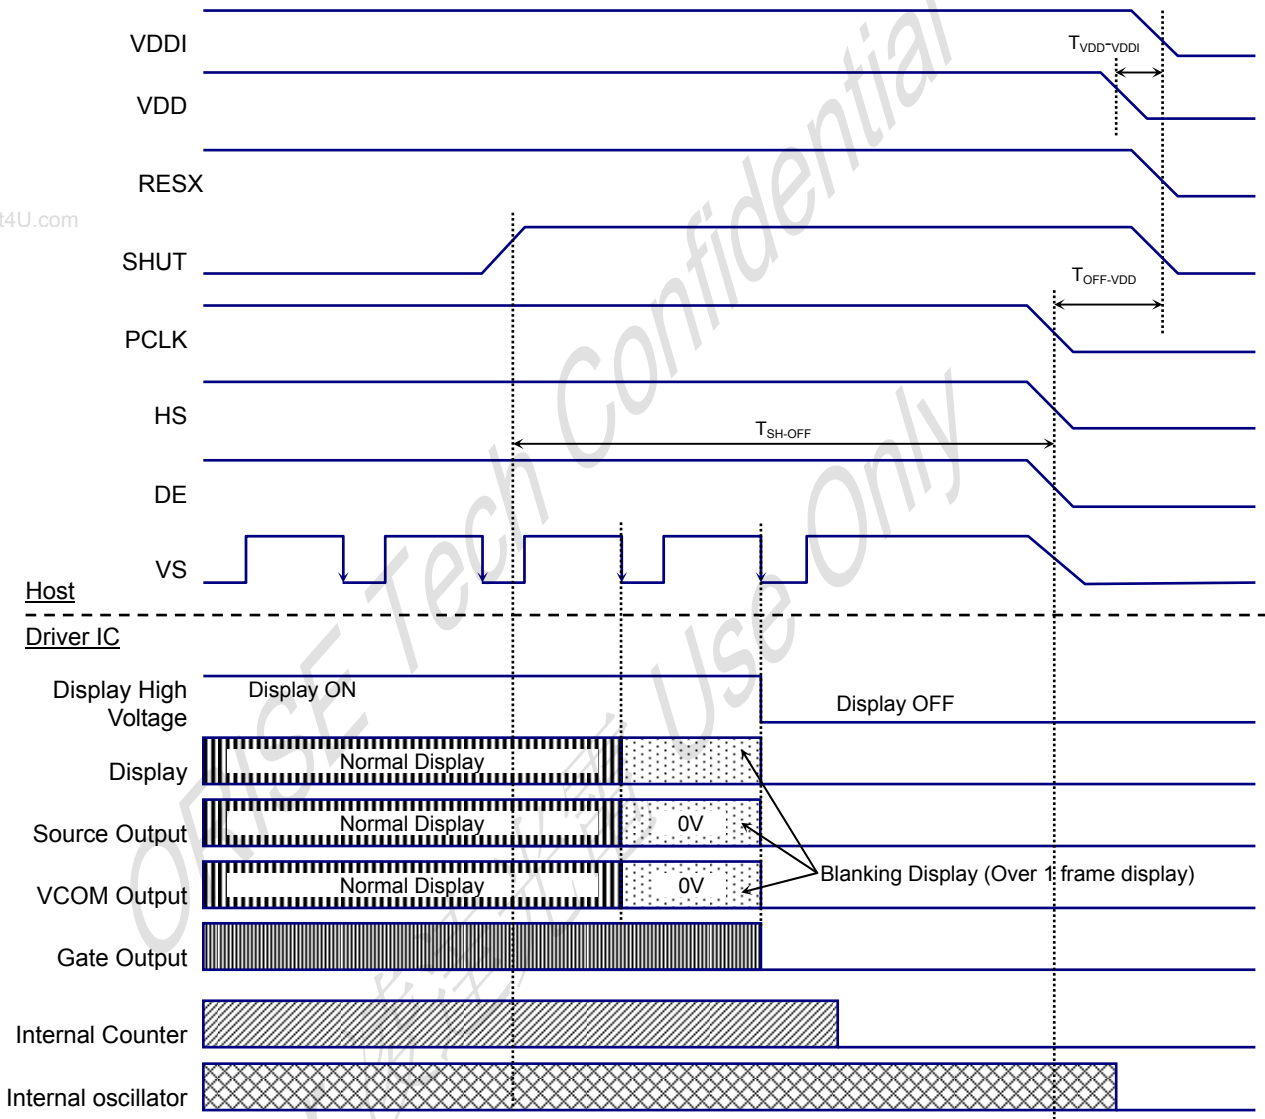 VDDI
TVDD-VDDI
VDD
RESX
t4U.com
SHUT
TOFF-VDD
PCLK
HS
TSH-OFF
DE
VS
Host
Driver IC
Display High
Voltage
Display ON
Display OFF
Display
Normal Display
Source Output
Normal Display
0V
VCOM Output
Normal Display
0V
Blanking Display (Over 1 frame display)
Gate Output
Internal Counter
Internal oscillator
ORISE Tech Confidential
Use Only